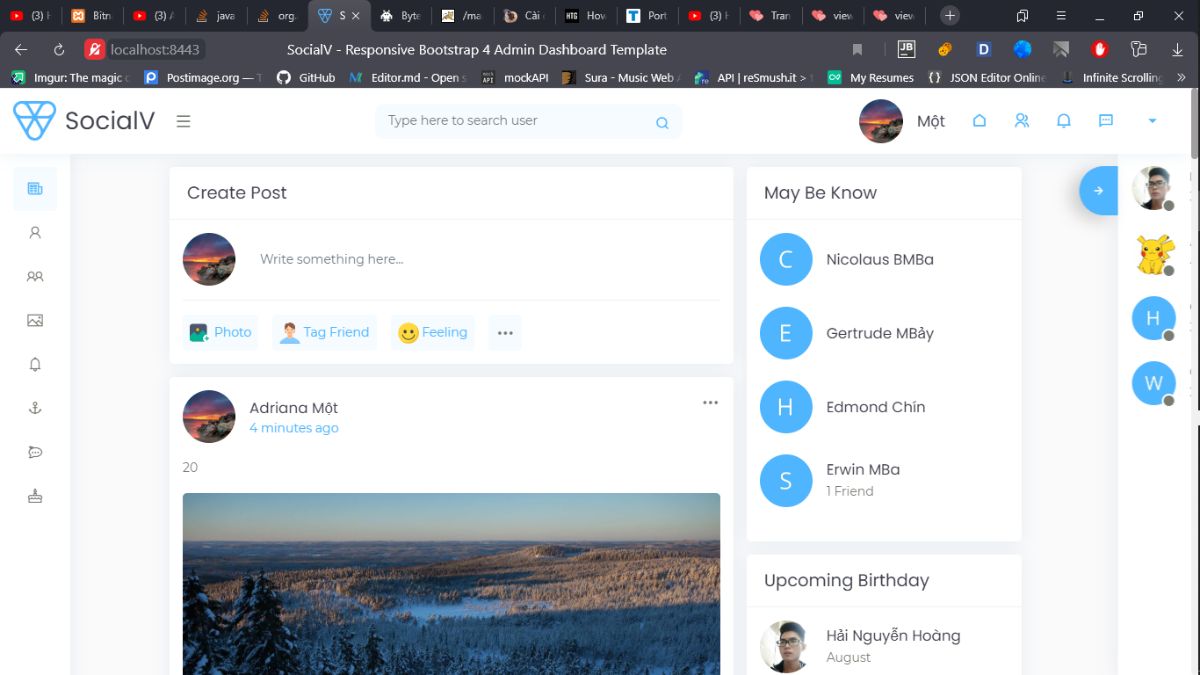 (3) H
Bitn
(3) A
java
org.
S
Byte
/ma
Cài
HTG
How
Port
(3) H
Tran
view
view
localhost:8443
SocialV - Responsive Bootstrap 4 Admin Dashboard Template
JB
D
Imgur: The magic
Postimage.org — 1
GitHub
Editor.md - Open s
mockAPI
Sura - Music Web
API | reSmush.it >
My Resumes
JSON Editor Online
Infinite Scrolling
SocialV
Type here to search user
Một
Create Post
Write something here...
Photo
Tag Friend
Feeling
Adriana Một
4 minutes ago
20
May Be Know
C
Nicolaus BMBa
E
Gertrude MBảy
H
Edmond Chín
S
Erwin MBa
1 Friend
Upcoming Birthday
Hải Nguyễn Hoàng
August
H
W